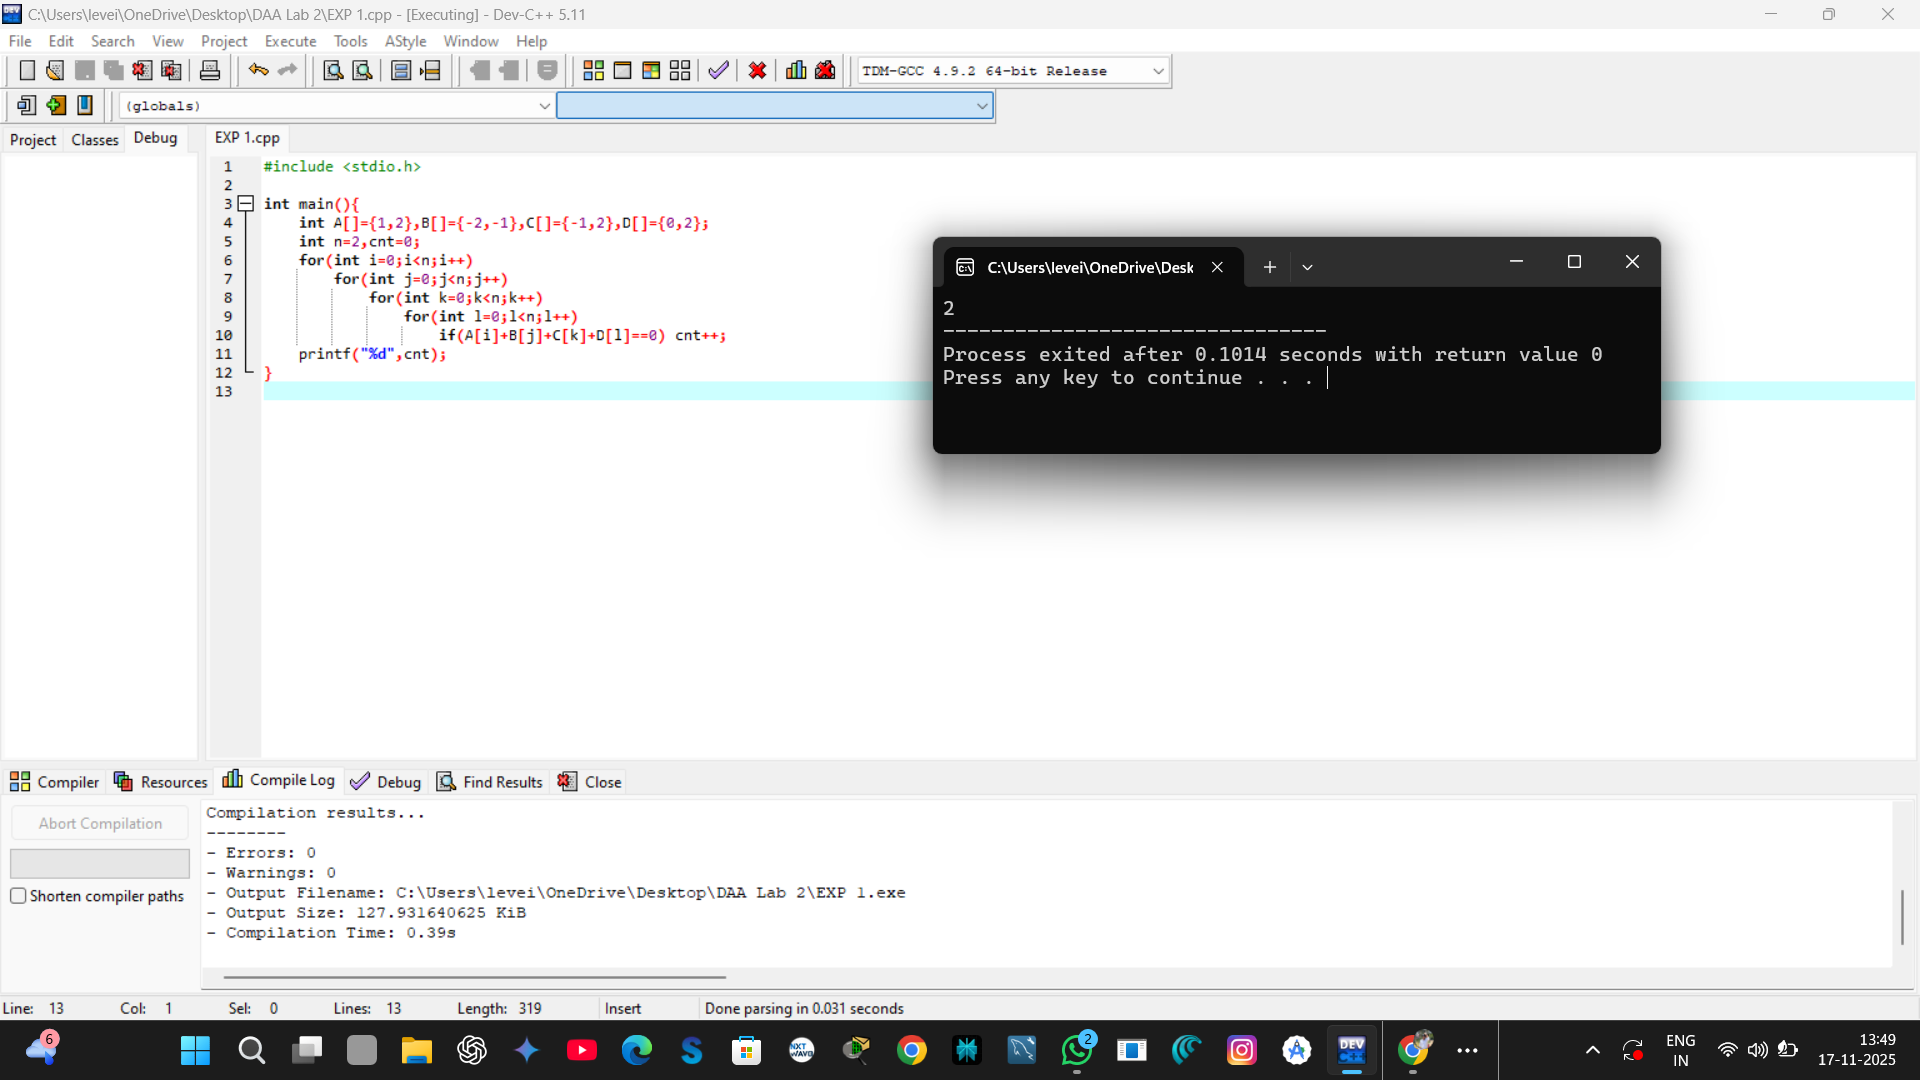 C:\Users\levei\OneDrive\Desktop\DAA Lab 2\EXP 1.cpp - [Executing] - Dev-C++ 5.11
File Edit Search View Project Execute Tools AStyle Window Help
TDM-GCC 4.9.2 64-bit Release
(globals)
Project Classes Debug EXP 1.cpp
1 #include <stdio.h>
2
3 int main(){
4 int A[]={1,2},B[]={-2,-1},C[]={-1,2},D[]={0,2};
5 int n=2,cnt=0;
6 for(int i=0;i<n;i++)
7 for(int j=0;j<n;j++)
8 for(int k=0;k<n;k++)
9 for(int l=0;l<n;l++)
10 if(A[i]+B[j]+C[k]+D[l]==0) cnt++;
11 printf("%d",cnt);
12 }
13
C:\Users\levei\OneDrive\Desk
2
--------------------------------
Process exited after 0.1014 seconds with return value 0
Press any key to continue . . .
Compiler Resources Compile Log Debug Find Results Close
Abort Compilation
Shorten compiler paths
Compilation results...
--------
- Errors: 0
- Warnings: 0
- Output Filename: C:\Users\levei\OneDrive\Desktop\DAA Lab 2\EXP 1.exe
- Output Size: 127.931640625 KiB
- Compilation Time: 0.39s
Line: 13 Col: 1 Sel: 0 Lines: 13 Length: 319 Insert Done parsing in 0.031 seconds
6
NXT WAVE
2
DEV C++
ENG
IN
13:49
17-11-2025